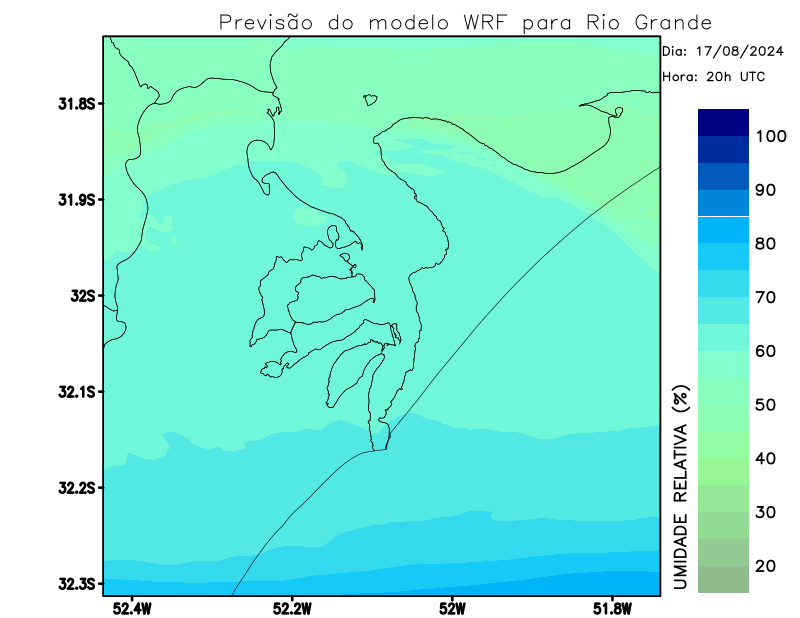 Previsão do modelo WRF para Rio Grande
Dia: 17/08/2024
Hora: 20h UTC
31.8S
31.9S
32S
32.1S
32.2S
32.3S
52.4W
52.2W
52W
51.8W
100
90
80
70
60
50
40
30
20
UMIDADE RELATIVA (%)